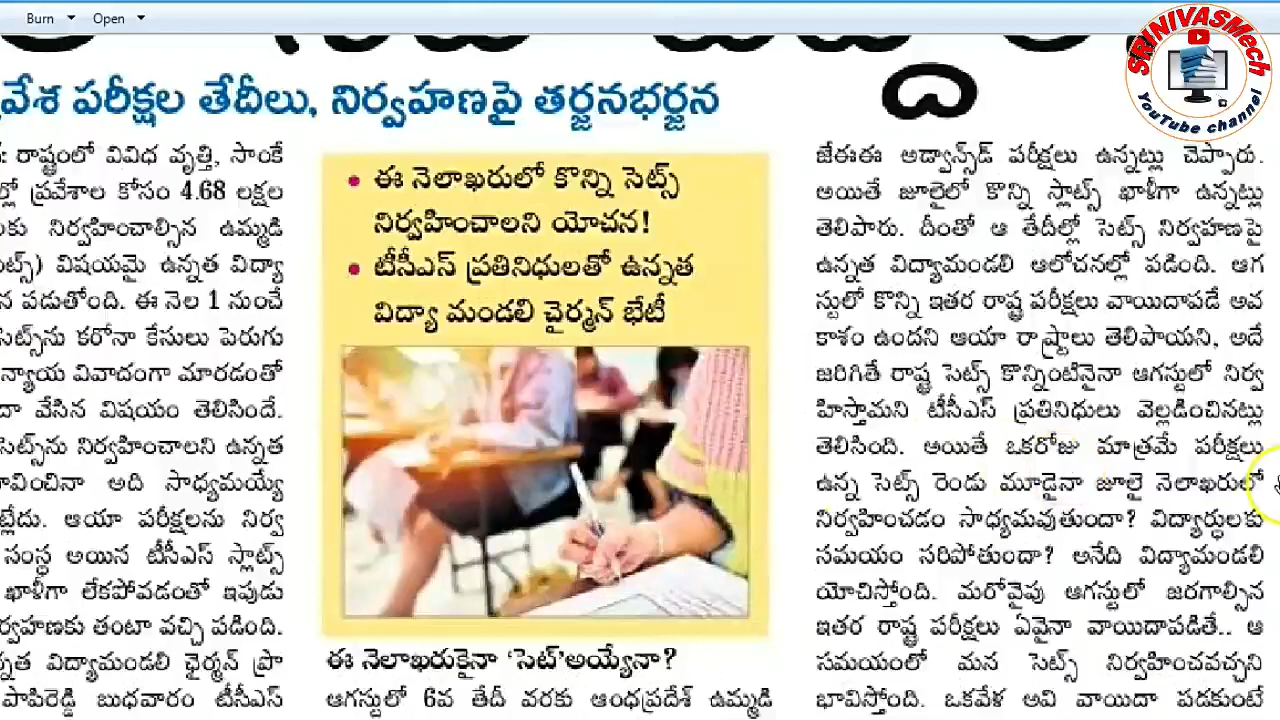 Burn Open
SRINIVASMech
YouTube channel
వేశ పరీక్షల తేదీలు, నిర్వహణపై తర్జనభర్జన
ద్ద
రాష్ట్రంలో వివిధ వృత్తి, సాంకే
ల్లో ప్రవేశాల కోసం 4.68 లక్షల
కు నిర్వహించాల్సిన ఉమ్మడి
ట్స్) విషయమై ఉన్నత విద్యా
న పడుతోంది. ఈ నెల 1 నుంచే
సెట్స్‌ను కరోనా కేసులు పెరుగు
న్యాయ వివాదంగా మారడంతో
దా వేసిన విషయం తెలిసిందే.
సెట్స్‌ను నిర్వహించాలని ఉన్నత
ావించినా అది సాధ్యమయ్యే
ట్లేదు. ఆయా పరీక్షలను నిర్వ
సంస్థ అయిన టీసీఎస్ స్లాట్స్
ఖాళీగా లేకపోవడంతో ఇపుడు
ర్వహణకు తంటా వచ్చి పడింది.
న్నత విద్యామండలి ఛైర్మన్ ప్రొ
పాపిరెడ్డి బుధవారం టీసీఎస్
• ఈ నెలాఖరులో కొన్ని సెట్స్
నిర్వహించాలని యోచన!
• టీసీఎస్ ప్రతినిధులతో ఉన్నత
విద్యా మండలి చైర్మన్ భేటీ
ఈ నెలాఖరుకైనా ‘సెట్’అయ్యేనా?
ఆగస్టులో 6వ తేదీ వరకు ఆంధ్రప్రదేశ్ ఉమ్మడి
జేఈఈ అడ్వాన్స్‌డ్ పరీక్షలు ఉన్నట్లు చెప్పారు.
అయితే జూలైలో కొన్ని స్లాట్స్ ఖాళీగా ఉన్నట్లు
తెలిపారు. దీంతో ఆ తేదీల్లో సెట్స్ నిర్వహణపై
ఉన్నత విద్యామండలి ఆలోచనల్లో పడింది. ఆగ
స్టులో కొన్ని ఇతర రాష్ట్ర పరీక్షలు వాయిదాపడే అవ
కాశం ఉందని ఆయా రాష్ట్రాలు తెలిపాయని, అదే
జరిగితే రాష్ట్ర సెట్స్ కొన్నింటినైనా ఆగస్టులో నిర్వ
హిస్తామని టీసీఎస్ ప్రతినిధులు వెల్లడించినట్లు
తెలిసింది. అయితే ఒకరోజు మాత్రమే పరీక్షలు
ఉన్న సెట్స్ రెండు మూడైనా జూలై నెలాఖరులో
నిర్వహించడం సాధ్యమవుతుందా? విద్యార్థులకు
సమయం సరిపోతుందా? అనేది విద్యామండలి
యోచిస్తోంది. మరోవైపు ఆగస్టులో జరగాల్సిన
ఇతర రాష్ట్ర పరీక్షలు ఏవైనా వాయిదాపడితే.. ఆ
సమయంలో మన సెట్స్ నిర్వహించవచ్చని
భావిస్తోంది. ఒకవేళ అవి వాయిదా పడకుంటే